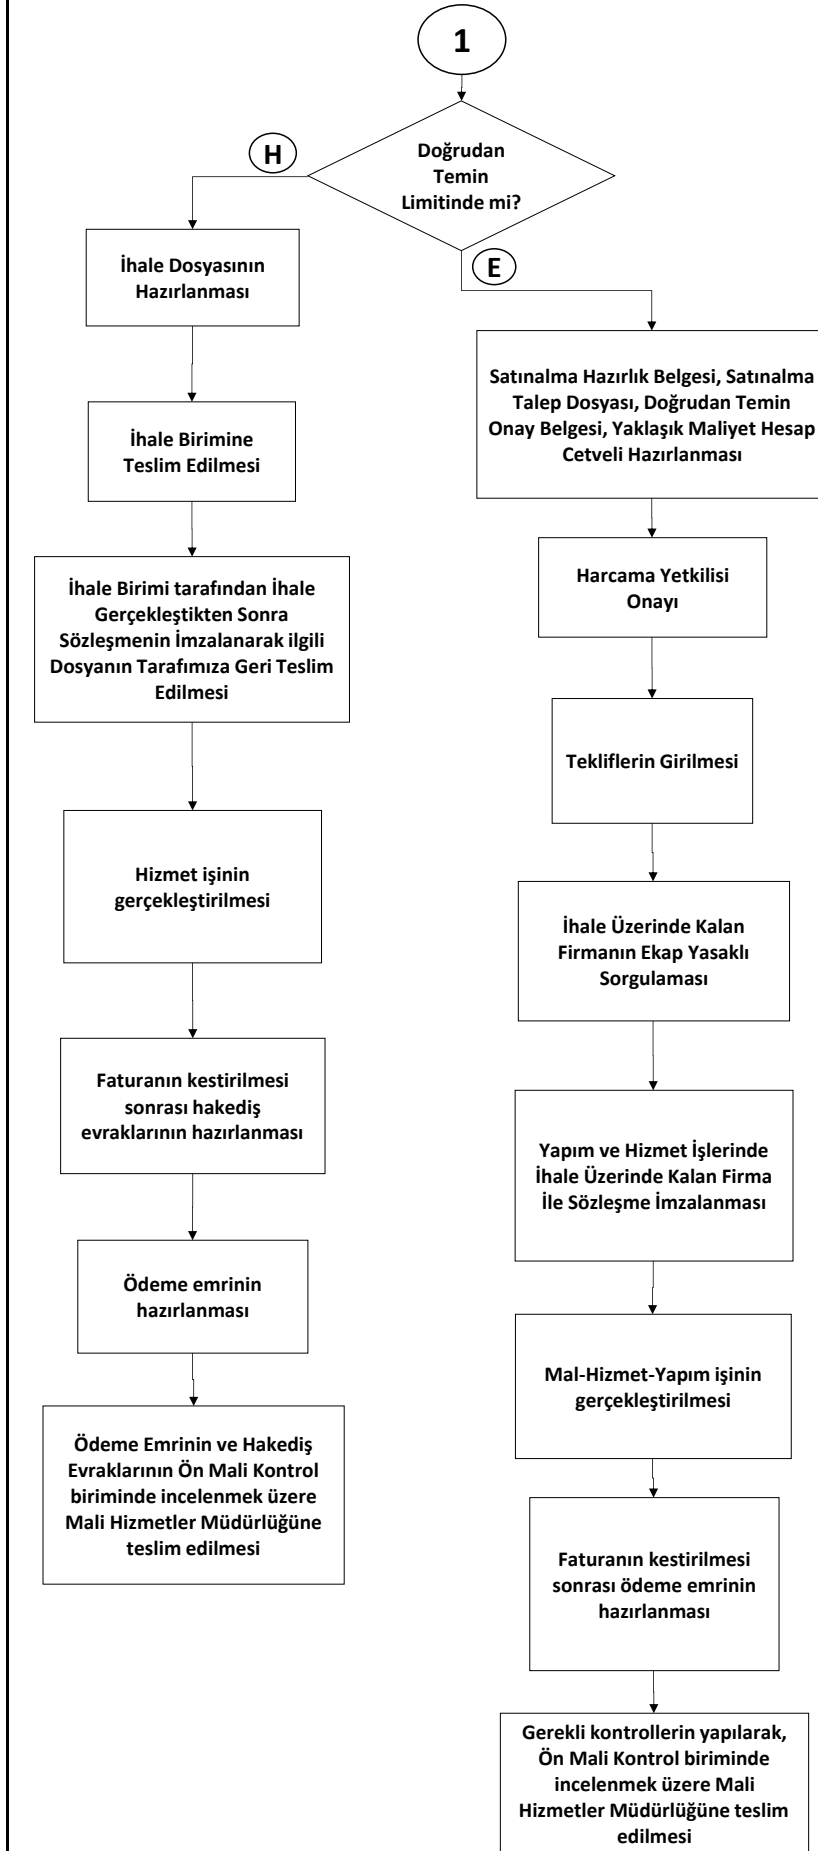 1
Doğrudan
Temin
Limitinde mi?
H
E
İhale Dosyasının
Hazırlanması
İhale Birimine
Teslim Edilmesi
İhale Birimi tarafından İhale
Gerçekleştikten Sonra
Sözleşmenin İmzalanarak ilgili
Dosyanın Tarafımıza Geri Teslim
Edilmesi
Hizmet işinin
gerçekleştirilmesi
Faturanın kestirilmesi
sonrası hakediş
evraklarının hazırlanması
Ödeme emrinin
hazırlanması
Ödeme Emrinin ve Hakediş
Evraklarının Ön Mali Kontrol
biriminde incelenmek üzere
Mali Hizmetler Müdürlüğüne
teslim edilmesi
Satınalma Hazırlık Belgesi, Satınalma
Talep Dosyası, Doğrudan Temin
Onay Belgesi, Yaklaşık Maliyet Hesap
Cetveli Hazırlanması
Harcama Yetkilisi
Onayı
Tekliflerin Girilmesi
İhale Üzerinde Kalan
Firmanın Ekap Yasaklı
Sorgulaması
Yapım ve Hizmet İşlerinde
İhale Üzerinde Kalan Firma
İle Sözleşme İmzalanması
Mal-Hizmet-Yapım işinin
gerçekleştirilmesi
Faturanın kestirilmesi
sonrası ödeme emrinin
hazırlanması
Gerekli kontrollerin yapılarak,
Ön Mali Kontrol biriminde
incelenmek üzere Mali
Hizmetler Müdürlüğüne teslim
edilmesi